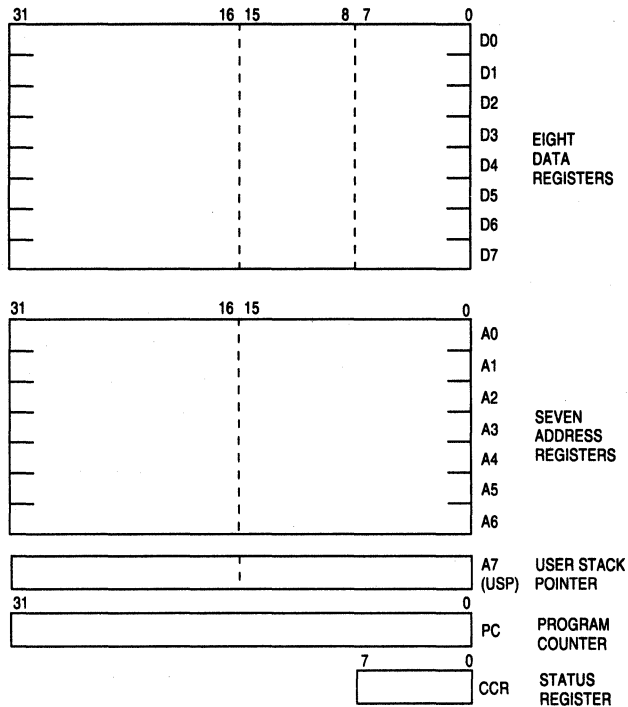 31 16 15 8 7 0
D0
D1
D2
D3
D4
D5
D6
D7
EIGHT
DATA
REGISTERS
31 16 15 0
A0
A1
A2
A3
A4
A5
A6
SEVEN
ADDRESS
REGISTERS
A7
(USP)
USER STACK
POINTER
31 0
PC
PROGRAM
COUNTER
7 0
CCR
STATUS
REGISTER